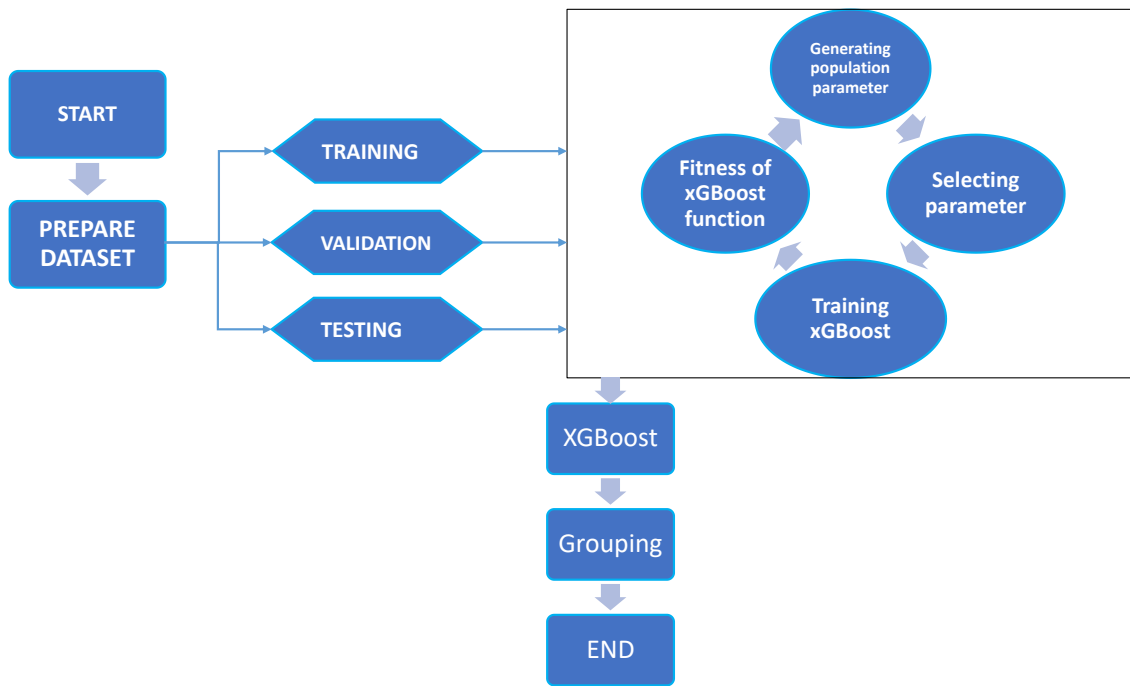 START
PREPARE
DATASET
TRAINING
VALIDATION
TESTING
Generating
population
parameter
Selecting
parameter
Training
xGBoost
Fitness of
xGBoost
function
XGBoost
Grouping
END